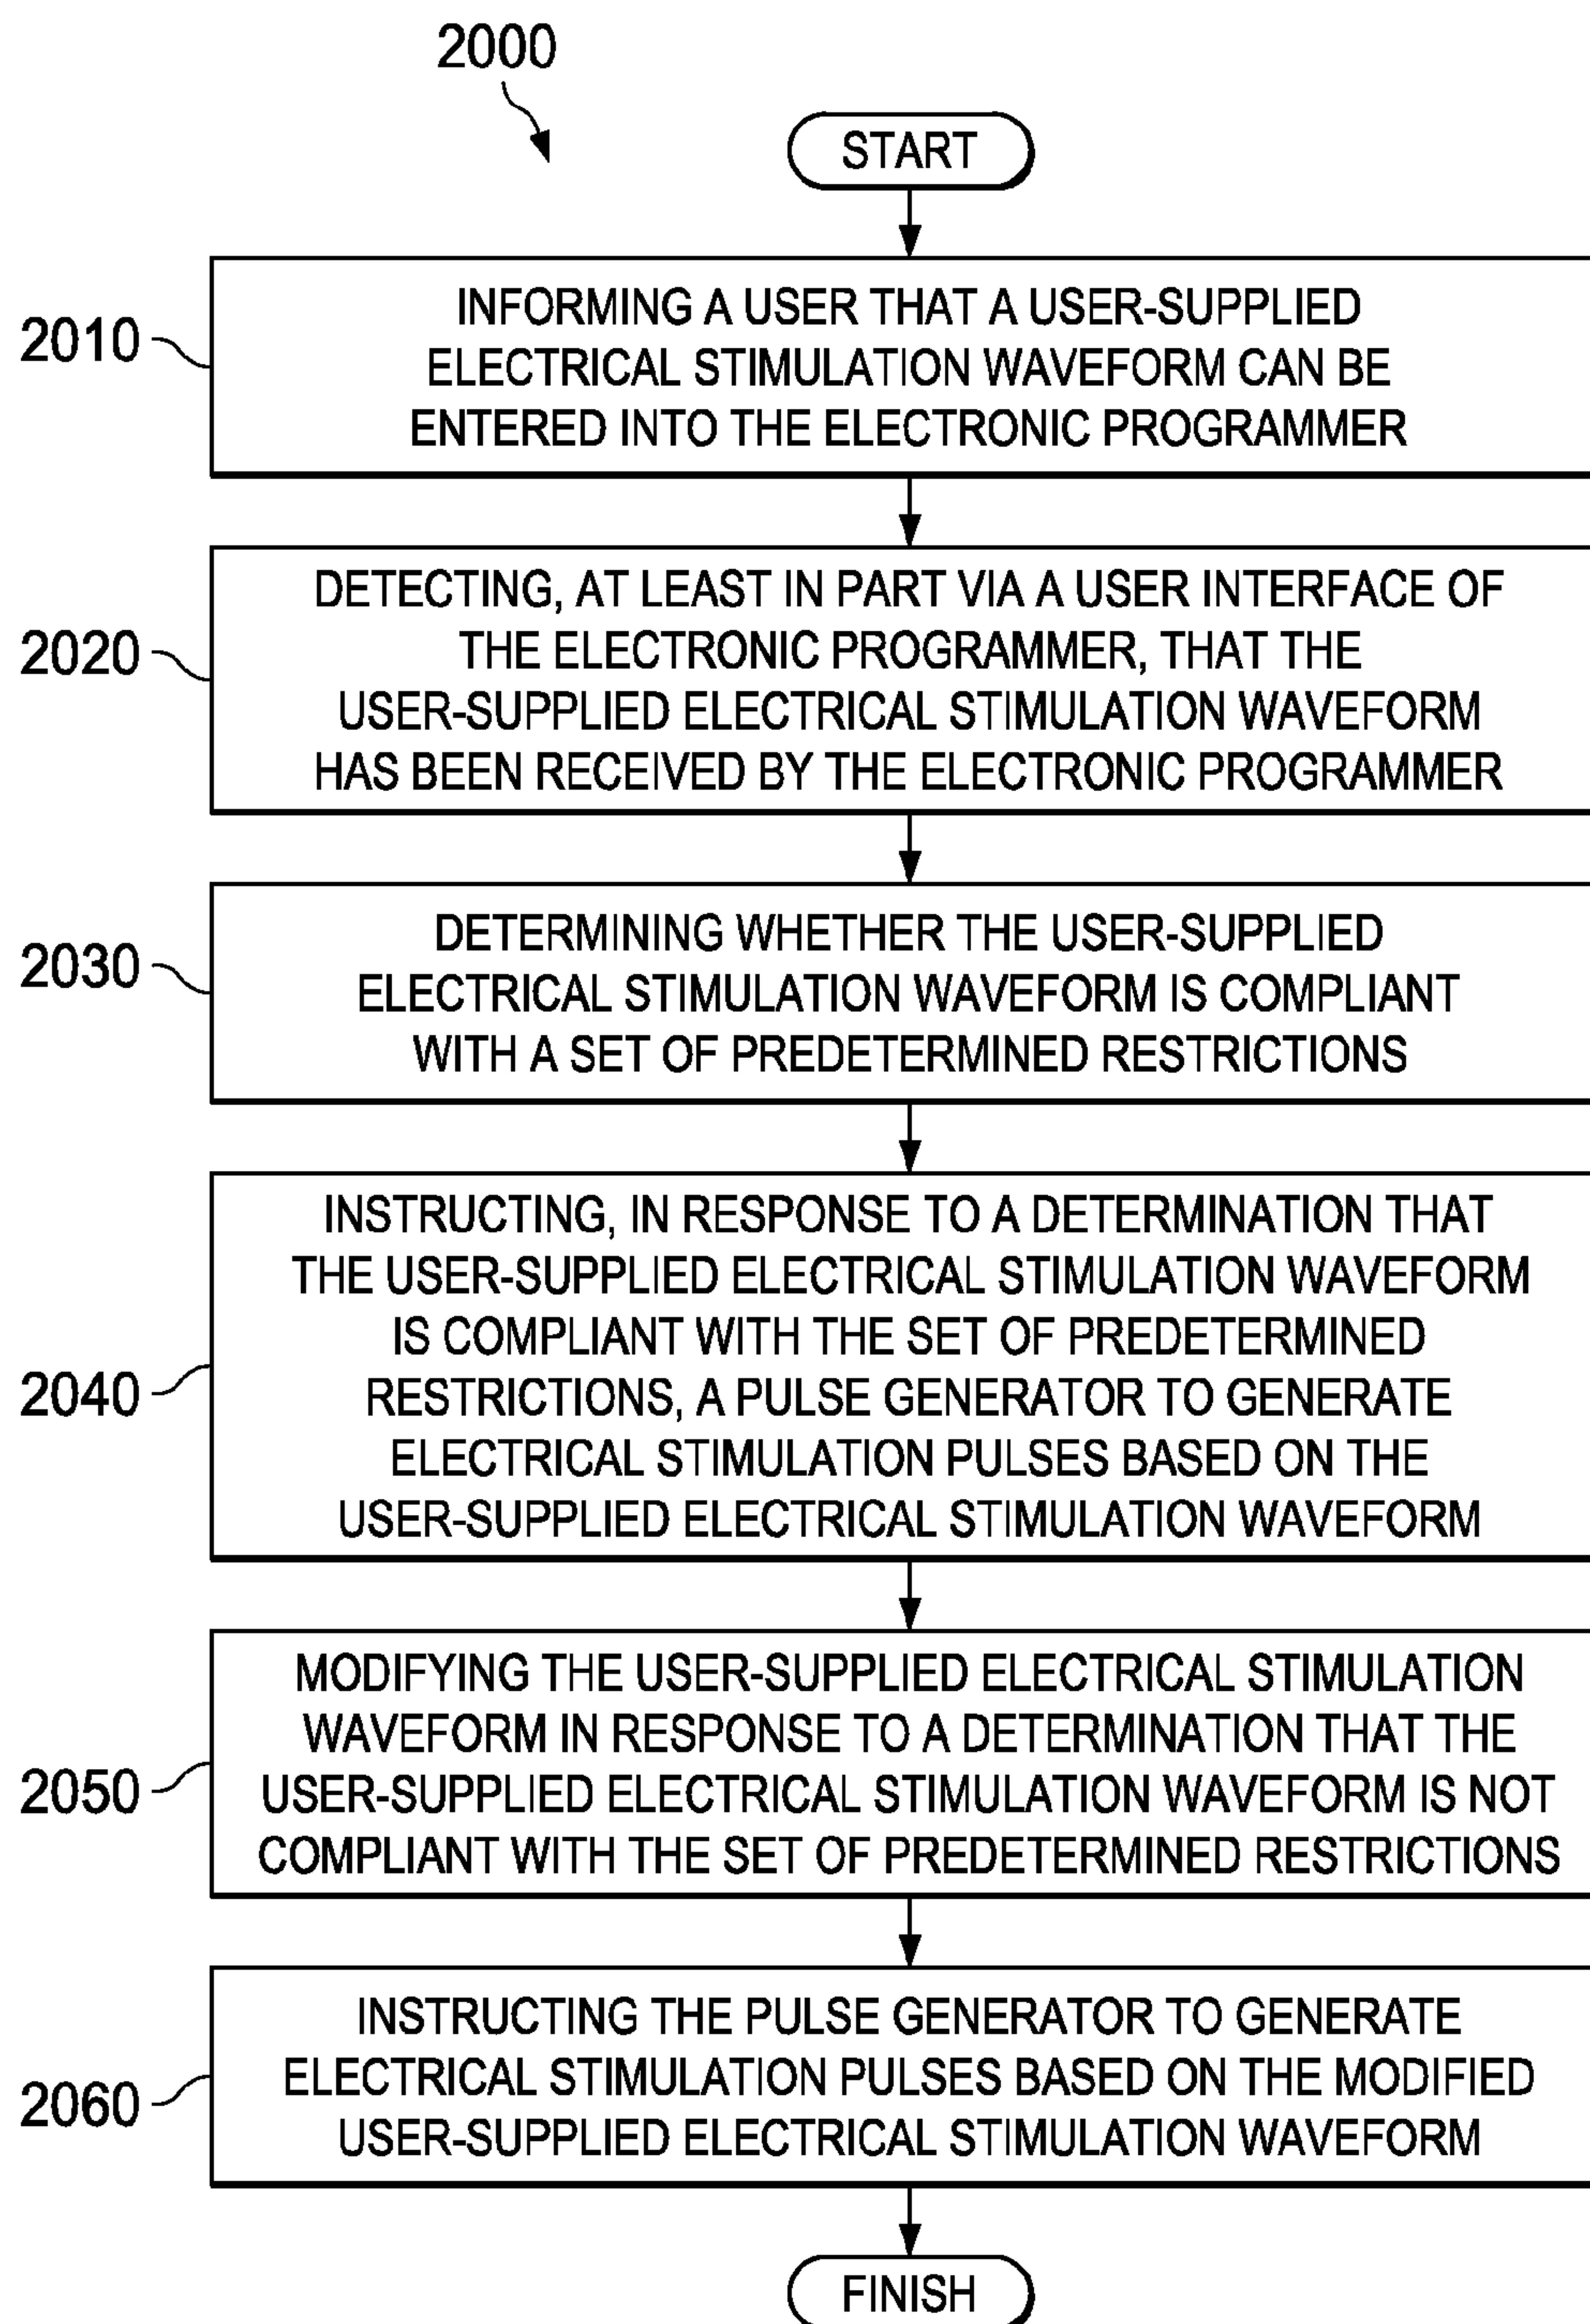 2000
START
2010
INFORMING A USER THAT A USER-SUPPLIED
ELECTRICAL STIMULATION WAVEFORM CAN BE
ENTERED INTO THE ELECTRONIC PROGRAMMER
2020
DETECTING, AT LEAST IN PART VIA A USER INTERFACE OF
THE ELECTRONIC PROGRAMMER, THAT THE
USER-SUPPLIED ELECTRICAL STIMULATION WAVEFORM
HAS BEEN RECEIVED BY THE ELECTRONIC PROGRAMMER
2030
DETERMINING WHETHER THE USER-SUPPLIED
ELECTRICAL STIMULATION WAVEFORM IS COMPLIANT
WITH A SET OF PREDETERMINED RESTRICTIONS
2040
INSTRUCTING, IN RESPONSE TO A DETERMINATION THAT
THE USER-SUPPLIED ELECTRICAL STIMULATION WAVEFORM
IS COMPLIANT WITH THE SET OF PREDETERMINED
RESTRICTIONS, A PULSE GENERATOR TO GENERATE
ELECTRICAL STIMULATION PULSES BASED ON THE
USER-SUPPLIED ELECTRICAL STIMULATION WAVEFORM
2050
MODIFYING THE USER-SUPPLIED ELECTRICAL STIMULATION
WAVEFORM IN RESPONSE TO A DETERMINATION THAT THE
USER-SUPPLIED ELECTRICAL STIMULATION WAVEFORM IS NOT
COMPLIANT WITH THE SET OF PREDETERMINED RESTRICTIONS
2060
INSTRUCTING THE PULSE GENERATOR TO GENERATE
ELECTRICAL STIMULATION PULSES BASED ON THE MODIFIED
USER-SUPPLIED ELECTRICAL STIMULATION WAVEFORM
FINISH